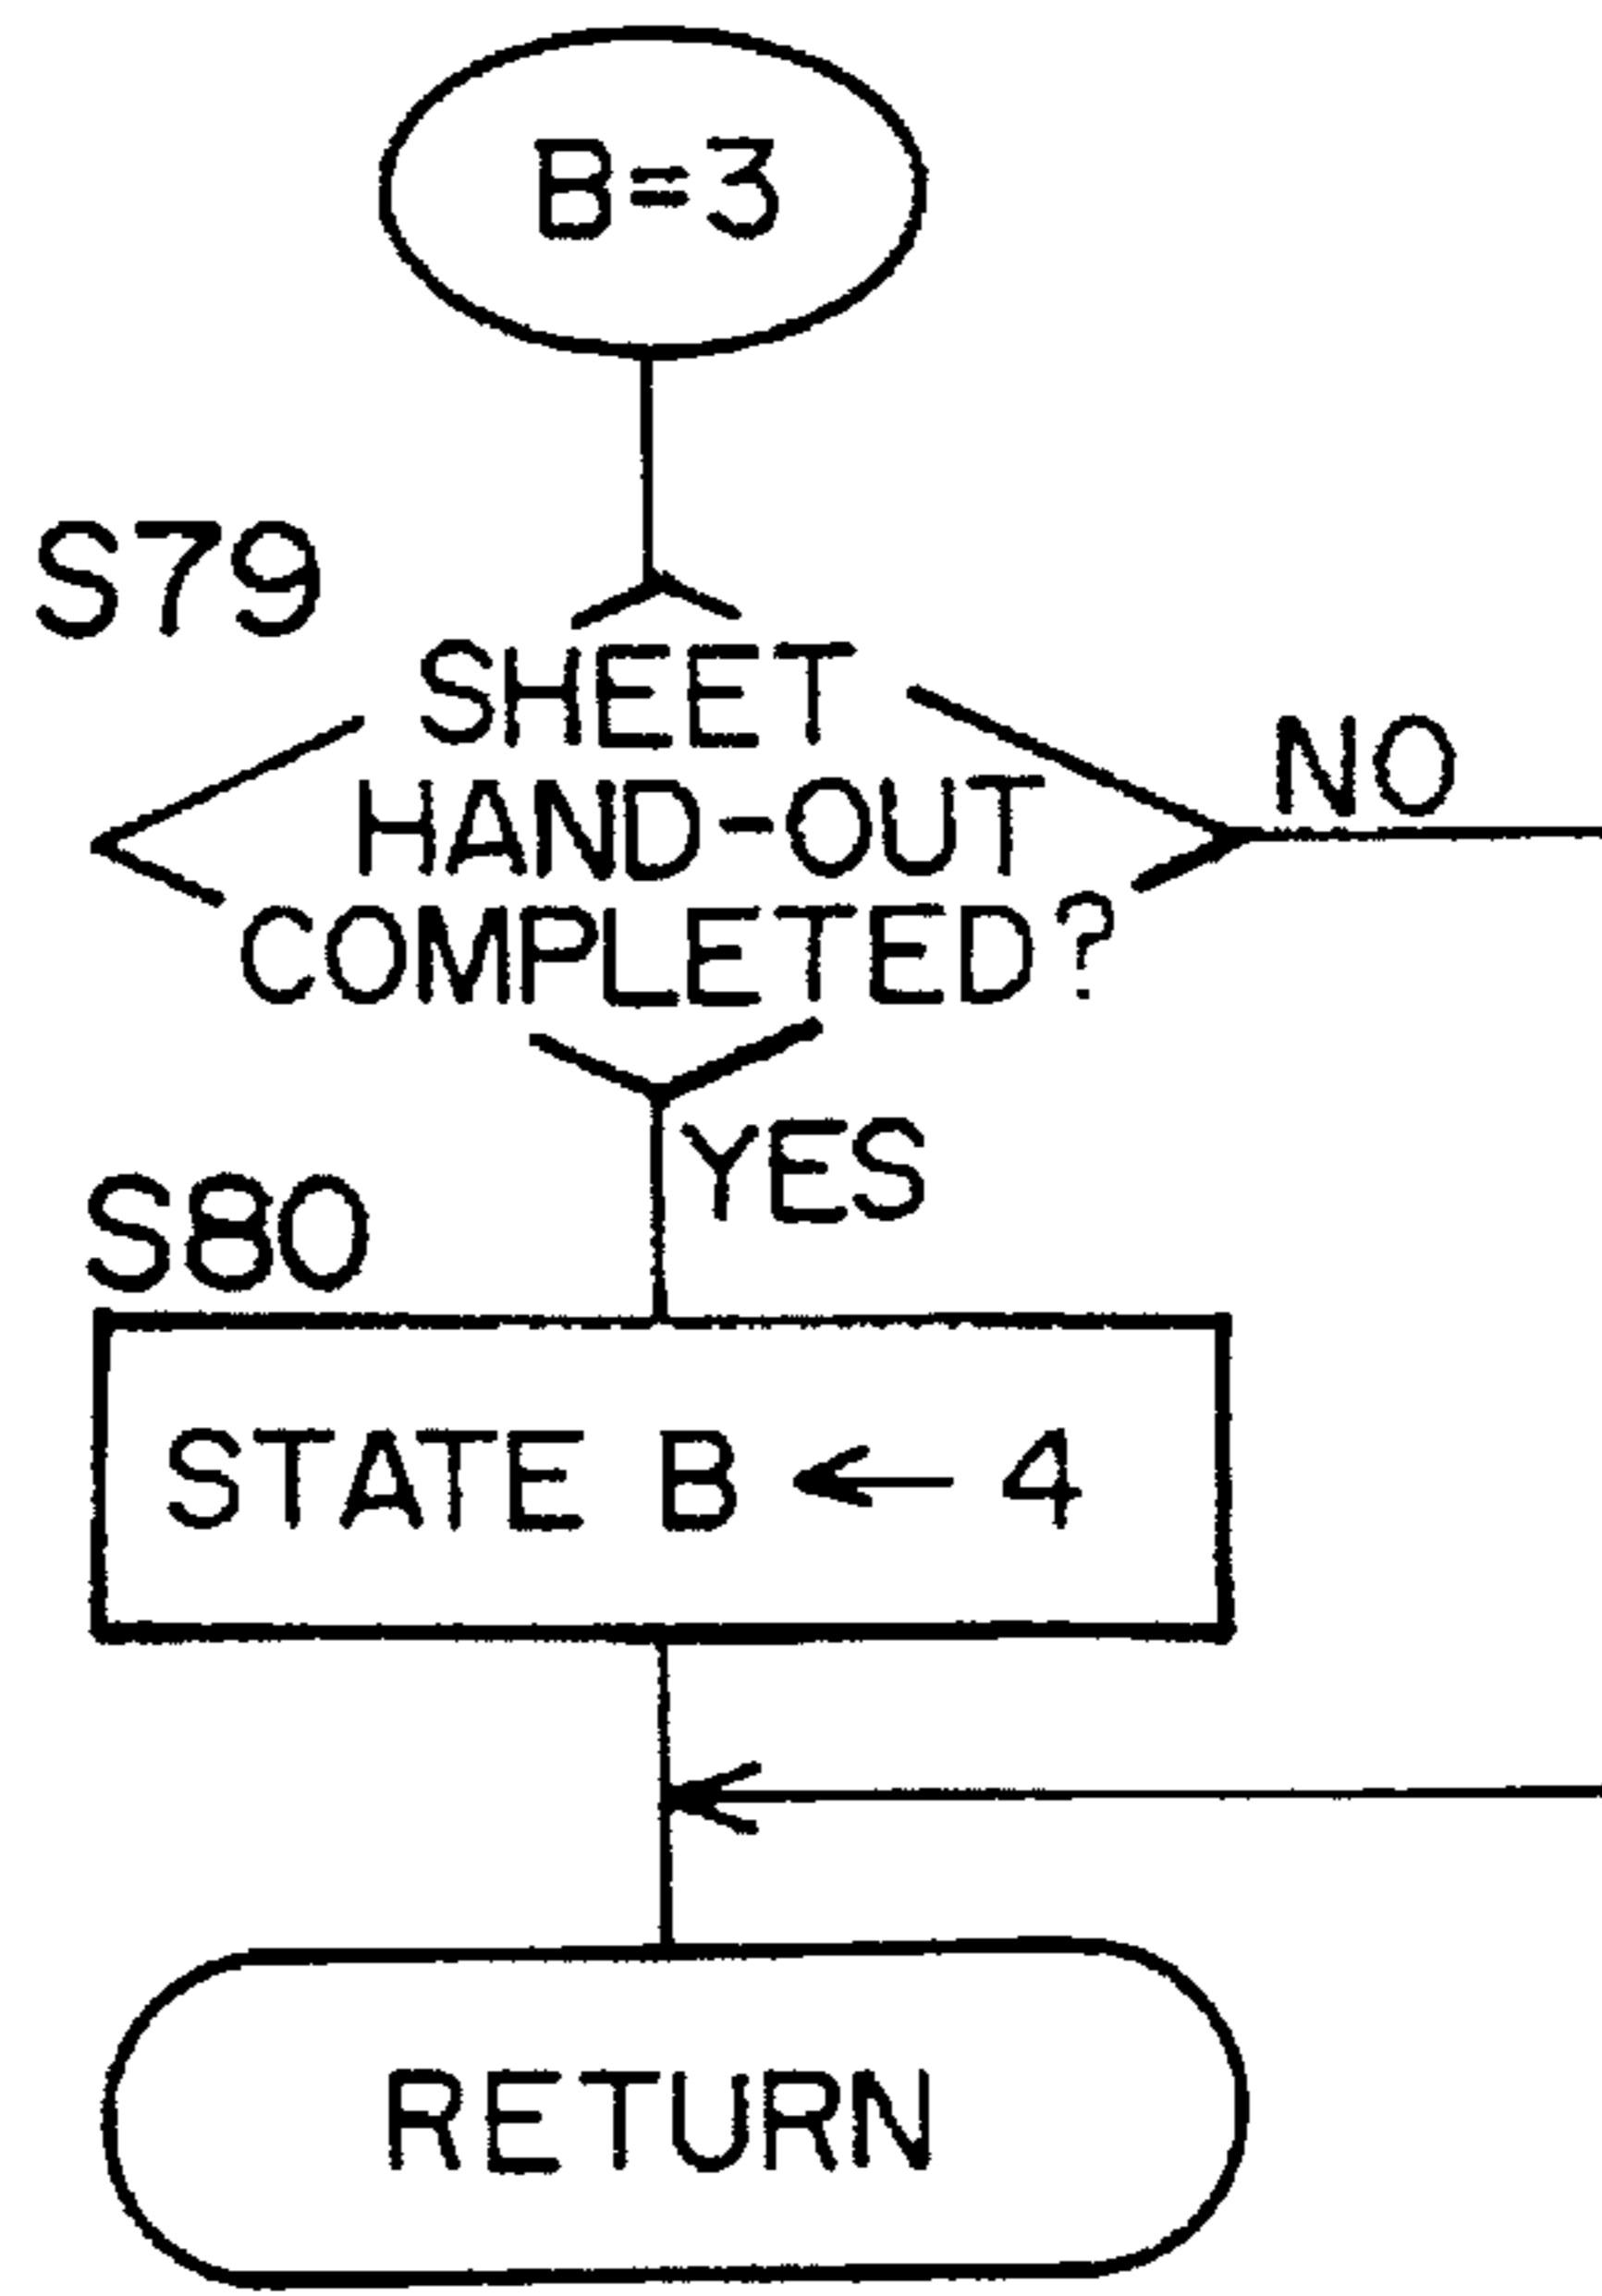 B=3
S79
SHEET
HAND-OUT
COMPLETED?
NO
YES
S80
STATE B ← 4
RETURN